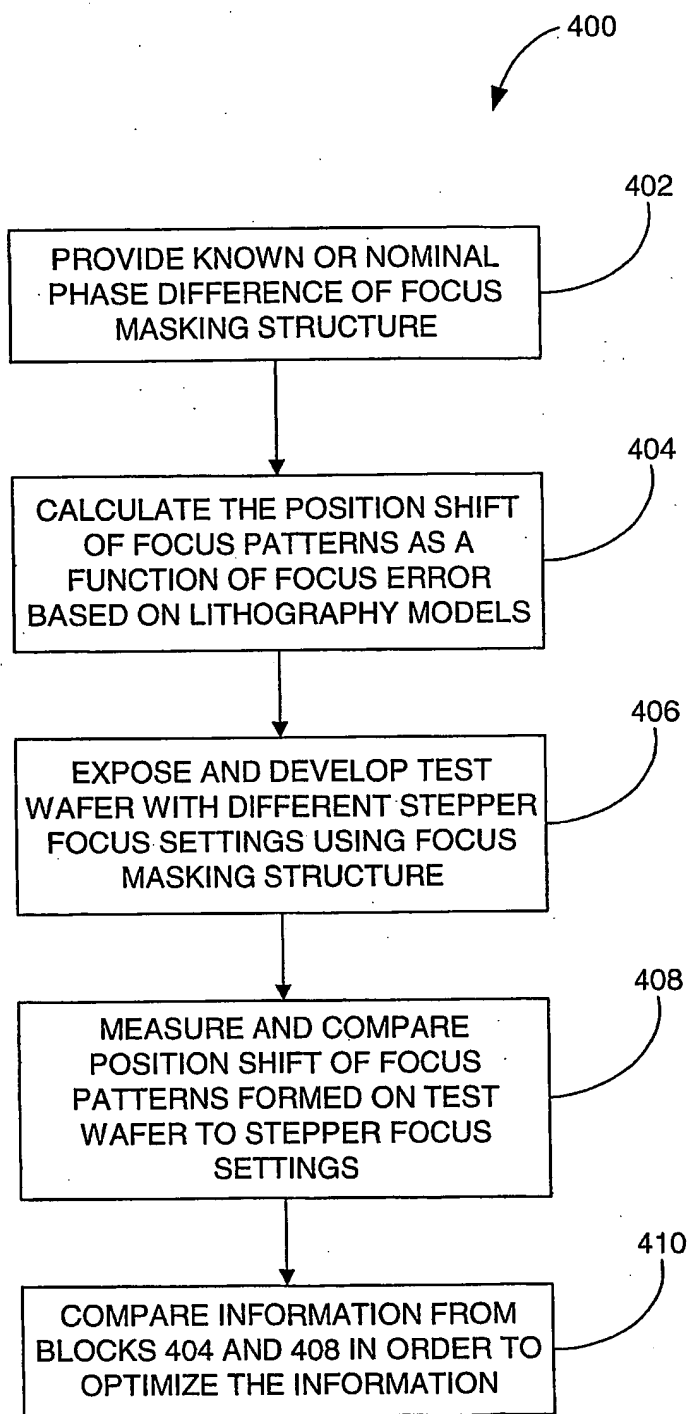 400
402
PROVIDE KNOWN OR NOMINAL
PHASE DIFFERENCE OF FOCUS
MASKING STRUCTURE
404
CALCULATE THE POSITION SHIFT
OF FOCUS PATTERNS AS A
FUNCTION OF FOCUS ERROR
BASED ON LITHOGRAPHY MODELS
406
EXPOSE AND DEVELOP TEST
WAFER WITH DIFFERENT STEPPER
FOCUS SETTINGS USING FOCUS
MASKING STRUCTURE
408
MEASURE AND COMPARE
POSITION SHIFT OF FOCUS
PATTERNS FORMED ON TEST
WAFER TO STEPPER FOCUS
SETTINGS
410
COMPARE INFORMATION FROM
BLOCKS 404 AND 408 IN ORDER TO
OPTIMIZE THE INFORMATION